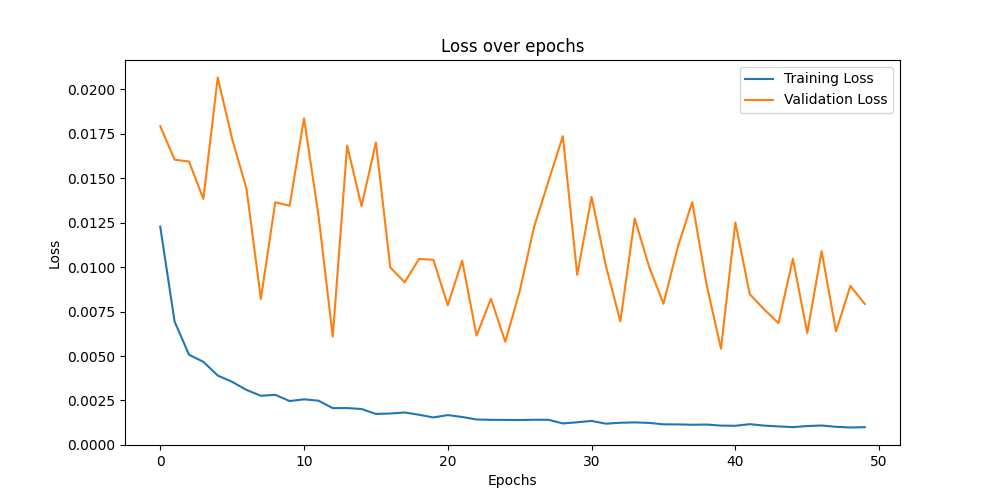 Loss over epochs
Training Loss
Validation Loss
0.0200
0.0175
0.0150
0.0125
0.0100
0.0075
0.0050
0.0025
0.0000
Loss
0 10 20 30 40 50
Epochs